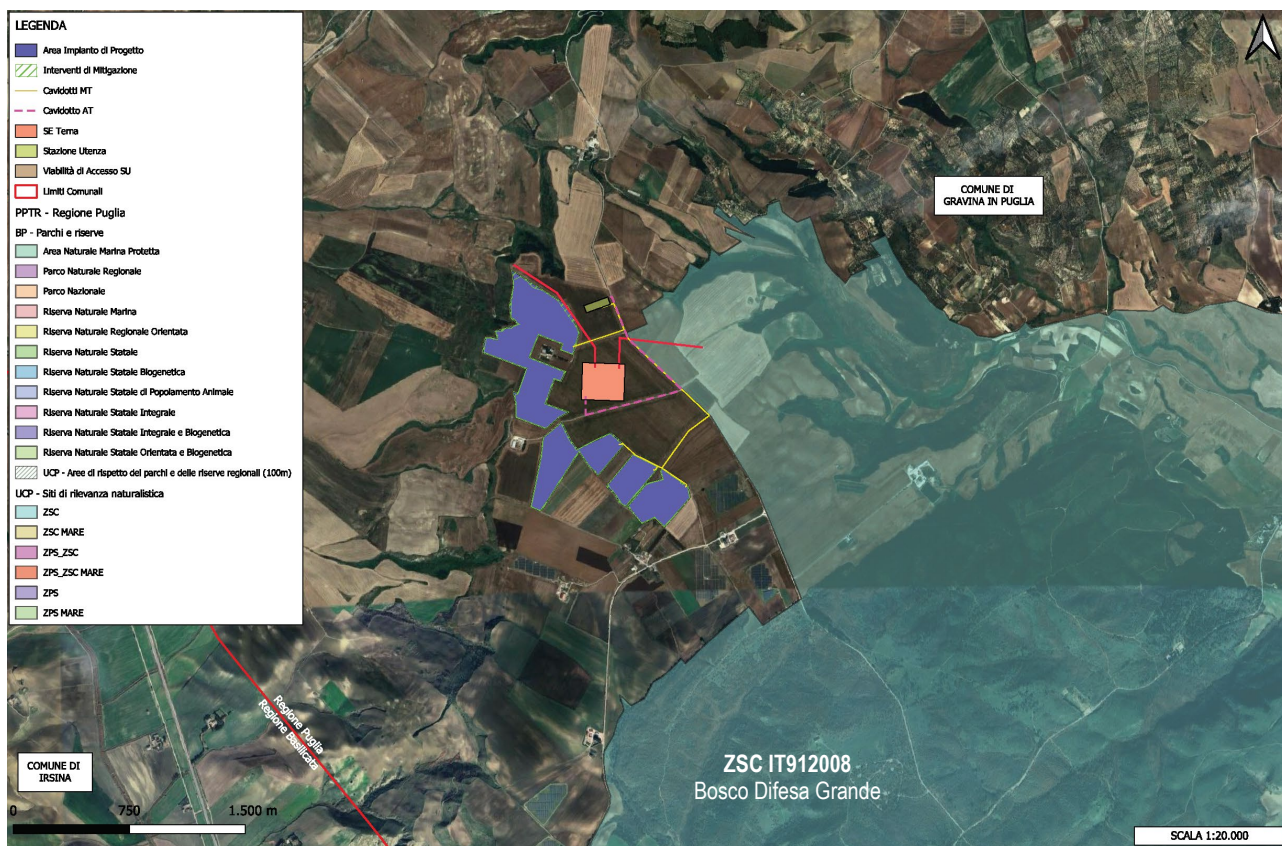 LEGENDA
Area Impianto di Progetto
Interventi di Mitigazione
Cavidotti MT
Cavidotto AT
SE Terna
Stazione Utenza
Viabilità di Accesso SU
Limiti Comunali
PPTR - Regione Puglia
BP - Parchi e riserve
Area Naturale Marina Protetta
Parco Naturale Regionale
Parco Nazionale
Riserva Naturale Marina
Riserva Naturale Regionale Orientata
Riserva Naturale Statale
Riserva Naturale Statale Biogenetica
Riserva Naturale Statale di Popolamento Animale
Riserva Naturale Statale Integrale
Riserva Naturale Statale Integrale e Biogenetica
Riserva Naturale Statale Orientata e Biogenetica
UCP - Aree di rispetto dei parchi e delle riserve regionali (100m)
UCP - Siti di rilevanza naturalistica
ZSC
ZSC MARE
ZPS_ZSC
ZPS_ZSC MARE
ZPS
ZPS MARE
COMUNE DI
GRAVINA IN PUGLIA
Regione Puglia
Regione Basilicata
COMUNE DI
IRSINA
ZSC IT912008
Bosco Difesa Grande
0 750 1.500 m
SCALA 1:20.000